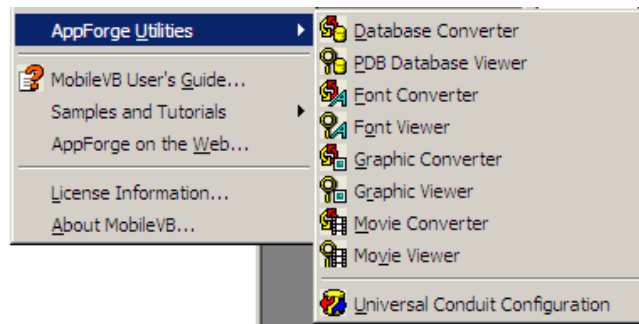 AppForge Utilities
MobileVB User's Guide...
Samples and Tutorials
AppForge on the Web...
License Information...
About MobileVB...
Database Converter
PDB Database Viewer
Font Converter
Font Viewer
Graphic Converter
Graphic Viewer
Movie Converter
Movie Viewer
Universal Conduit Configuration